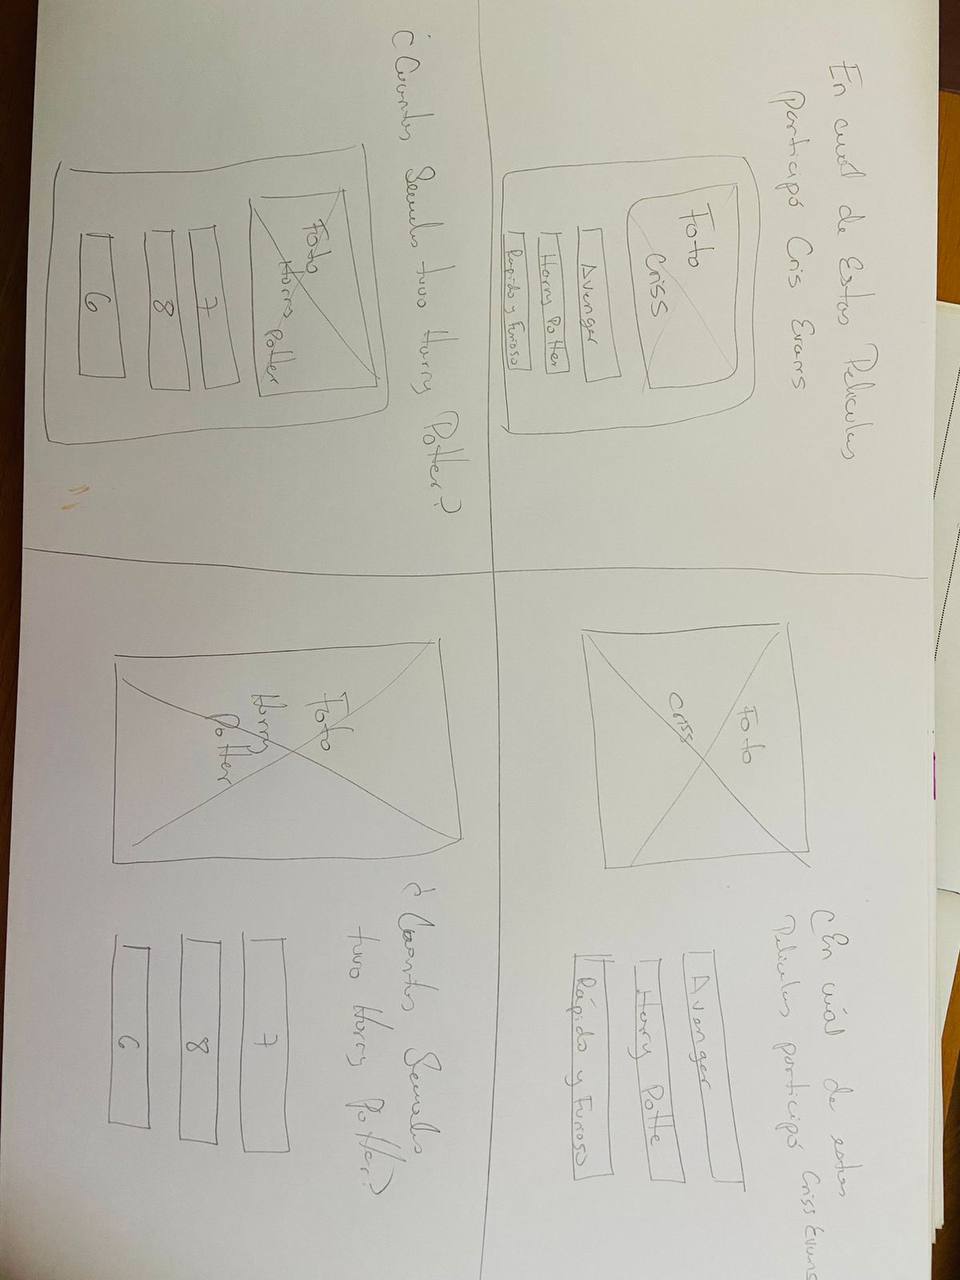 En cuál de Estas Peliculas
participó Cris Evans
Foto
Criss
Avenger
Harry Potter
Rápido y Furioso
¿En cuál de estas
Peliculas participó Criss Evans
Foto
Criss
Avenger
Harry Potte
Rápido y Furioso
¿Cuantas Secuelas tuvo Harry Potter?
Foto
Harry
Potter
7
8
6
¿Cuantas Secuelas
tuvo Harry Potter?
Foto
Harry
Potter
7
8
6